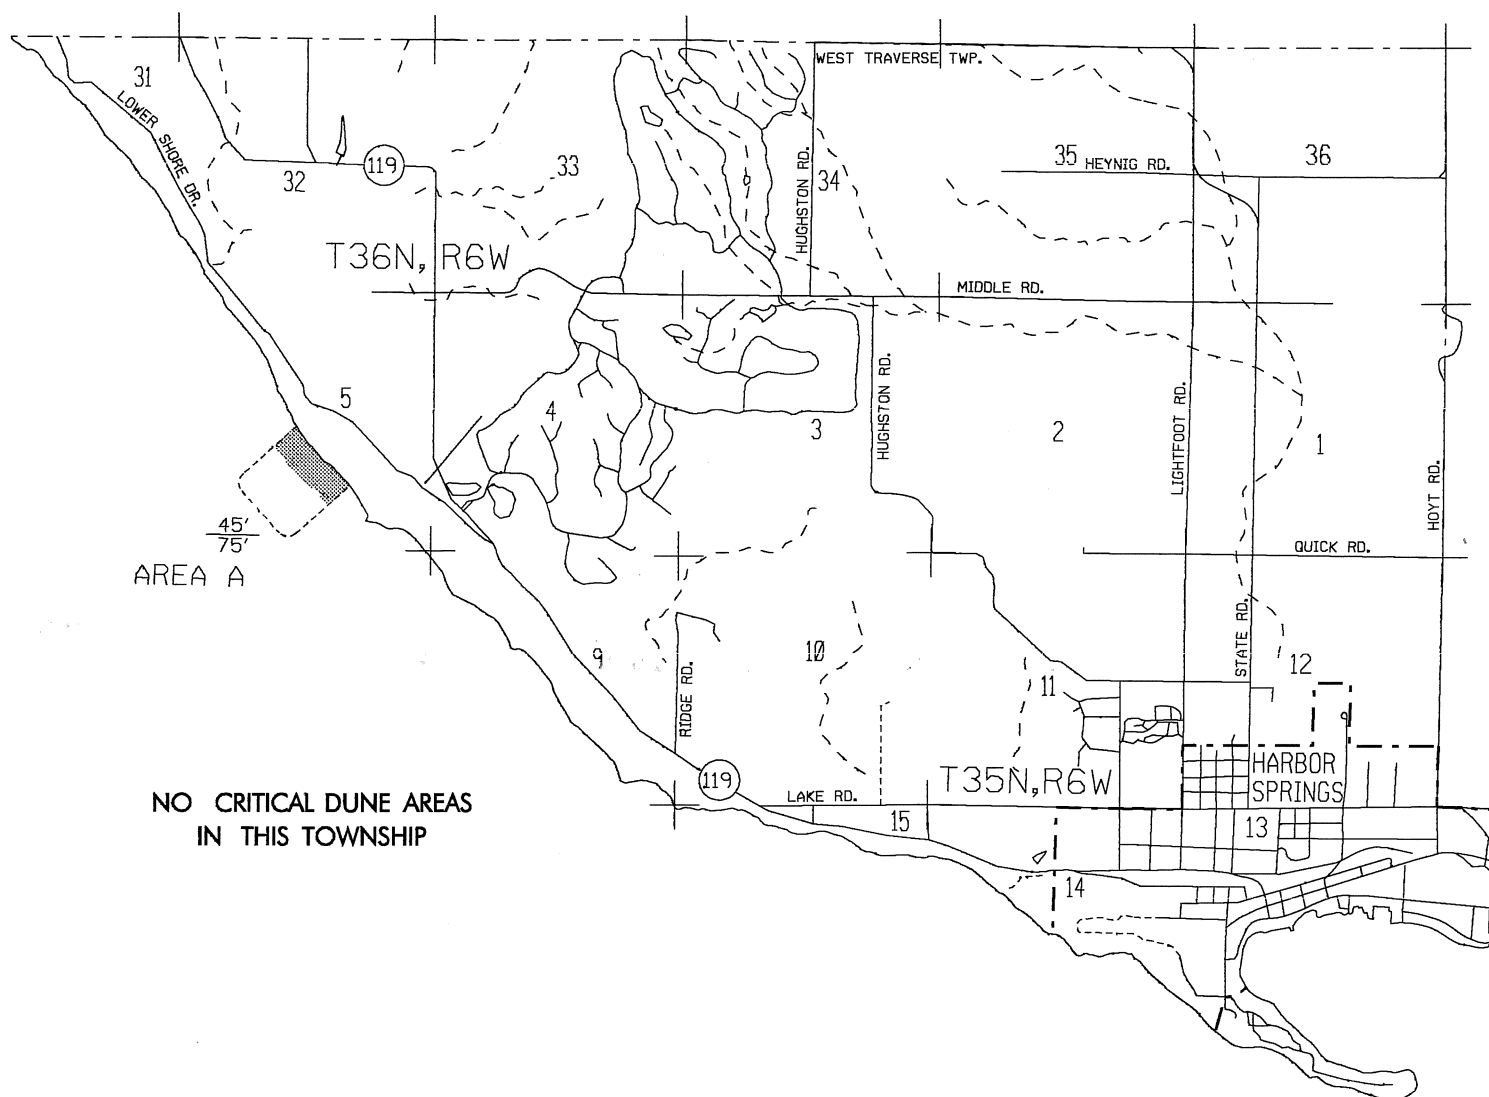 WEST TRAVERSE TWP.
31
LOWER SHORE DR.
119
32
33
34
HUGHSTON RD.
35
HEYNIG RD.
36
T36N, R6W
MIDDLE RD.
5
4
3
HUGHSTON RD.
2
LIGHTFOOT RD.
1
HOYT RD.
45'
75'
AREA A
QUICK RD.
STATE RD.
9
10
RIDGE RD.
11
12
119
T35N,R6W
HARBOR
SPRINGS
LAKE RD.
15
13
14
NO CRITICAL DUNE AREAS
IN THIS TOWNSHIP